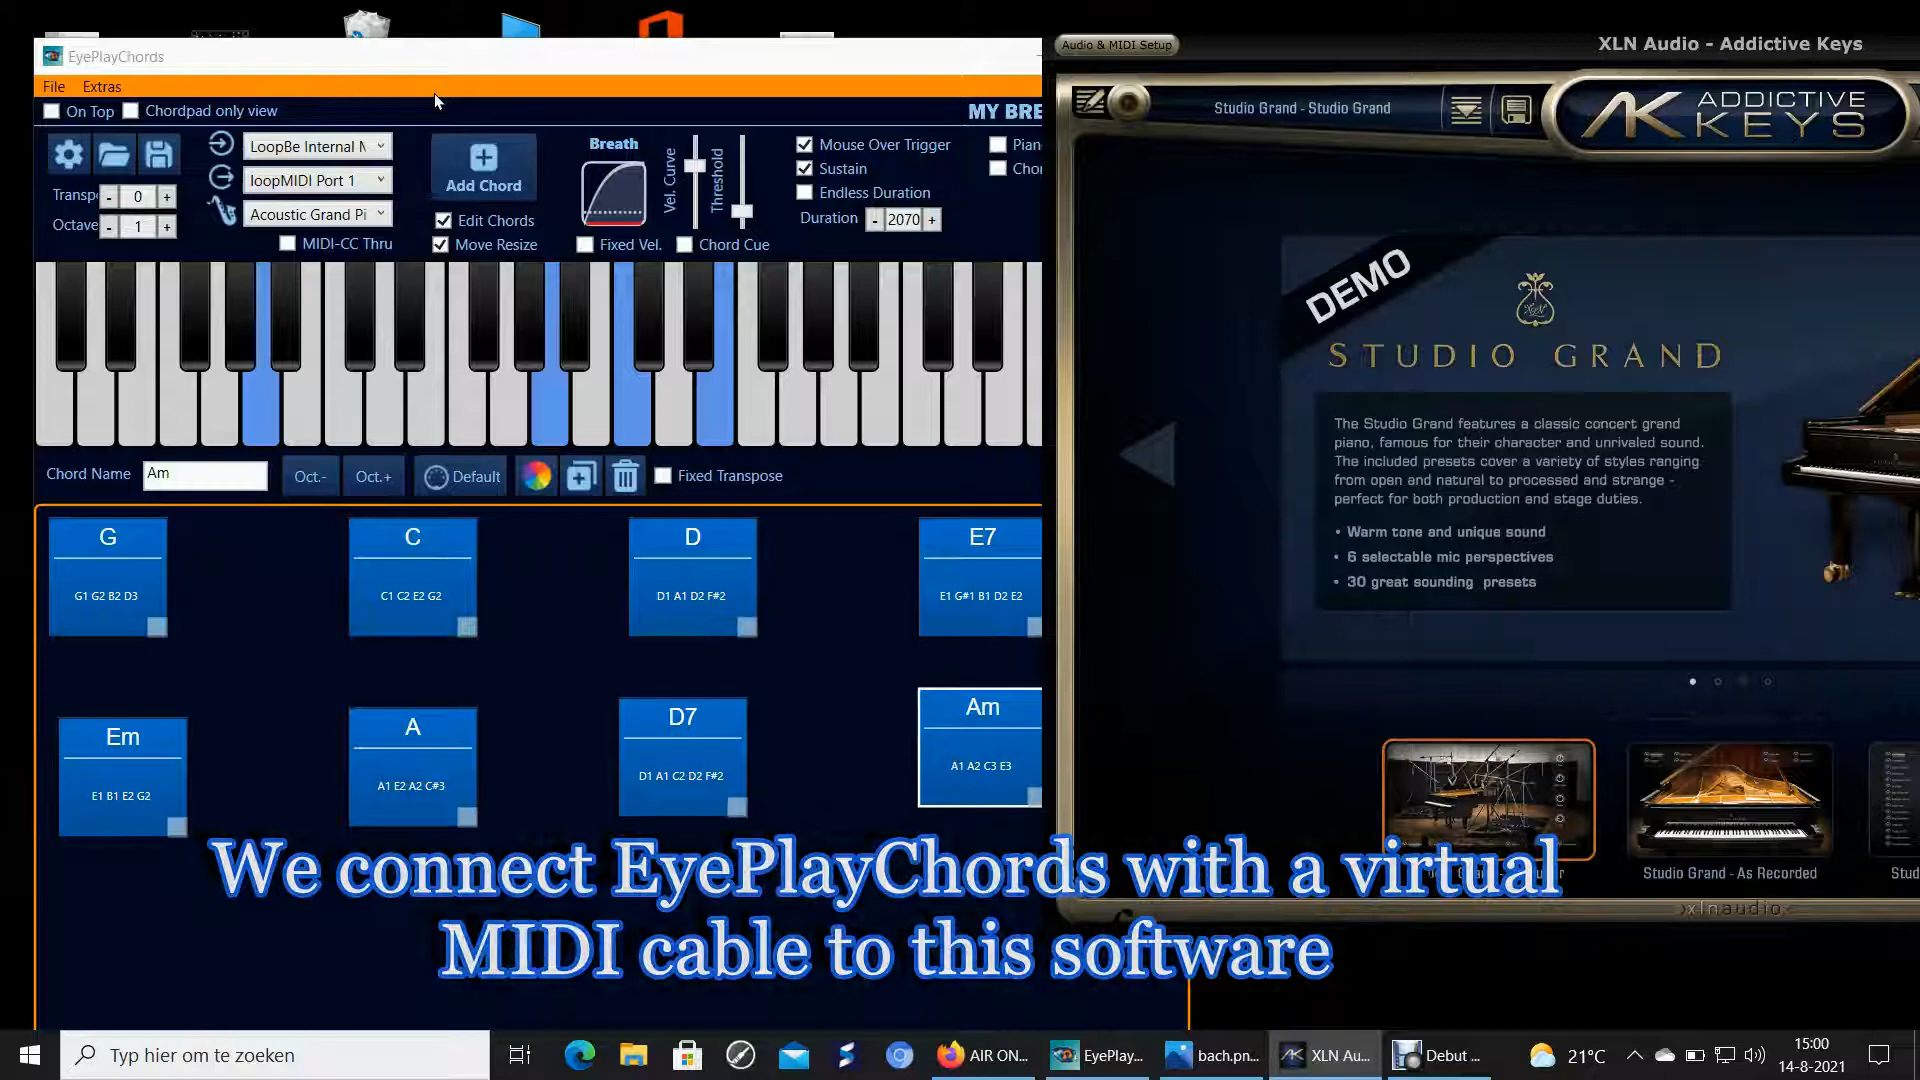 EyePlayChords
File Extras
On Top Chordpad only view
MY BRE
LoopBe Internal M
loopMIDI Port 1
Acoustic Grand Pi
Transp - 0 +
Octave - 1 +
MIDI-CC Thru
Add Chord
Edit Chords
Move Resize
Breath
Vel. Curve
Threshold
Fixed Vel. Chord Cue
Mouse Over Trigger
Sustain
Endless Duration
Duration - 2070 +
Pian
Cho
Chord Name Am Oct.- Oct.+ Default Fixed Transpose
G
G1 G2 B2 D3
C
C1 C2 E2 G2
D
D1 A1 D2 F#2
E7
E1 G#1 B1 D2 E2
Em
E1 B1 E2 G2
A
A1 E2 A2 C#3
D7
D1 A1 C2 D2 F#2
Am
A1 A2 C3 E3
Audio & MIDI Setup
XLN Audio - Addictive Keys
Studio Grand - Studio Grand
ADDICTIVE
KEYS
DEMO
STUDIO GRAND
The Studio Grand features a classic concert grand
piano, famous for their character and unrivaled sound.
The included presets cover a variety of styles ranging
from open and natural to processed and strange -
perfect for both production and stage duties.
• Warm tone and unique sound
• 6 selectable mic perspectives
• 30 great sounding presets
Studio Grand - As Recorded
Stud
xlnaudio
We connect EyePlayChords with a virtual
MIDI cable to this software
Typ hier om te zoeken
AIR ON...
EyePlay...
bach.pn...
XLN Au...
Debut ...
21°C
15:00
14-8-2021